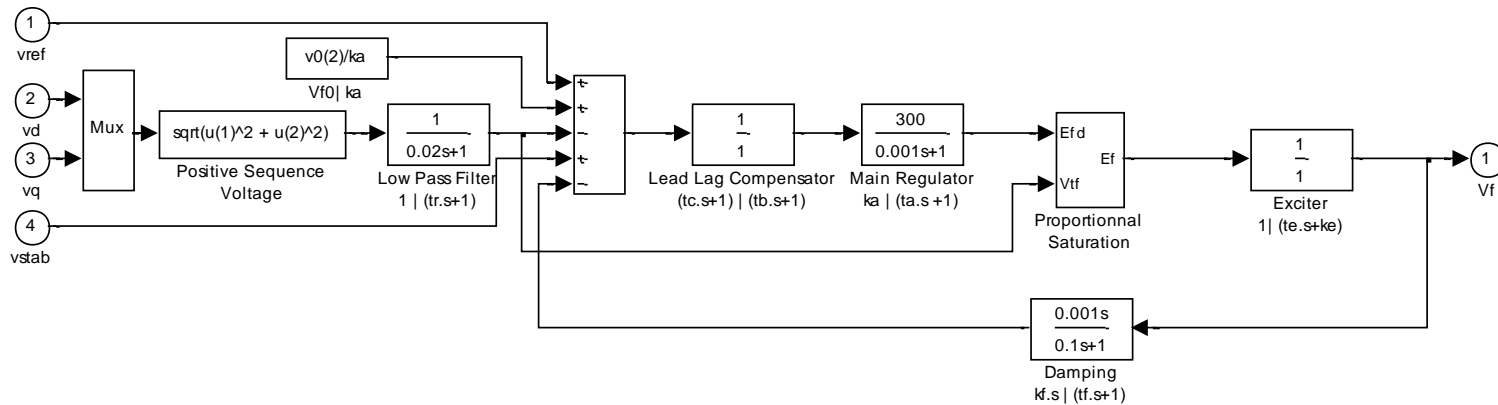 1
vref
2
vd
3
vq
4
vstab
Mux
v0(2)/ka
Vf0| ka
sqrt(u(1)^2 + u(2)^2)
Positive Sequence
Voltage
1
0.02s+1
Low Pass Filter
1 | (tr.s+1)
+
+
−
+
−
1
1
Lead Lag Compensator
(tc.s+1) | (tb.s+1)
300
0.001s+1
Main Regulator
ka | (ta.s +1)
Efd
Vtf
Ef
Proportionnal
Saturation
1
1
Exciter
1| (te.s+ke)
1
Vf
0.001s
0.1s+1
Damping
kf.s | (tf.s+1)